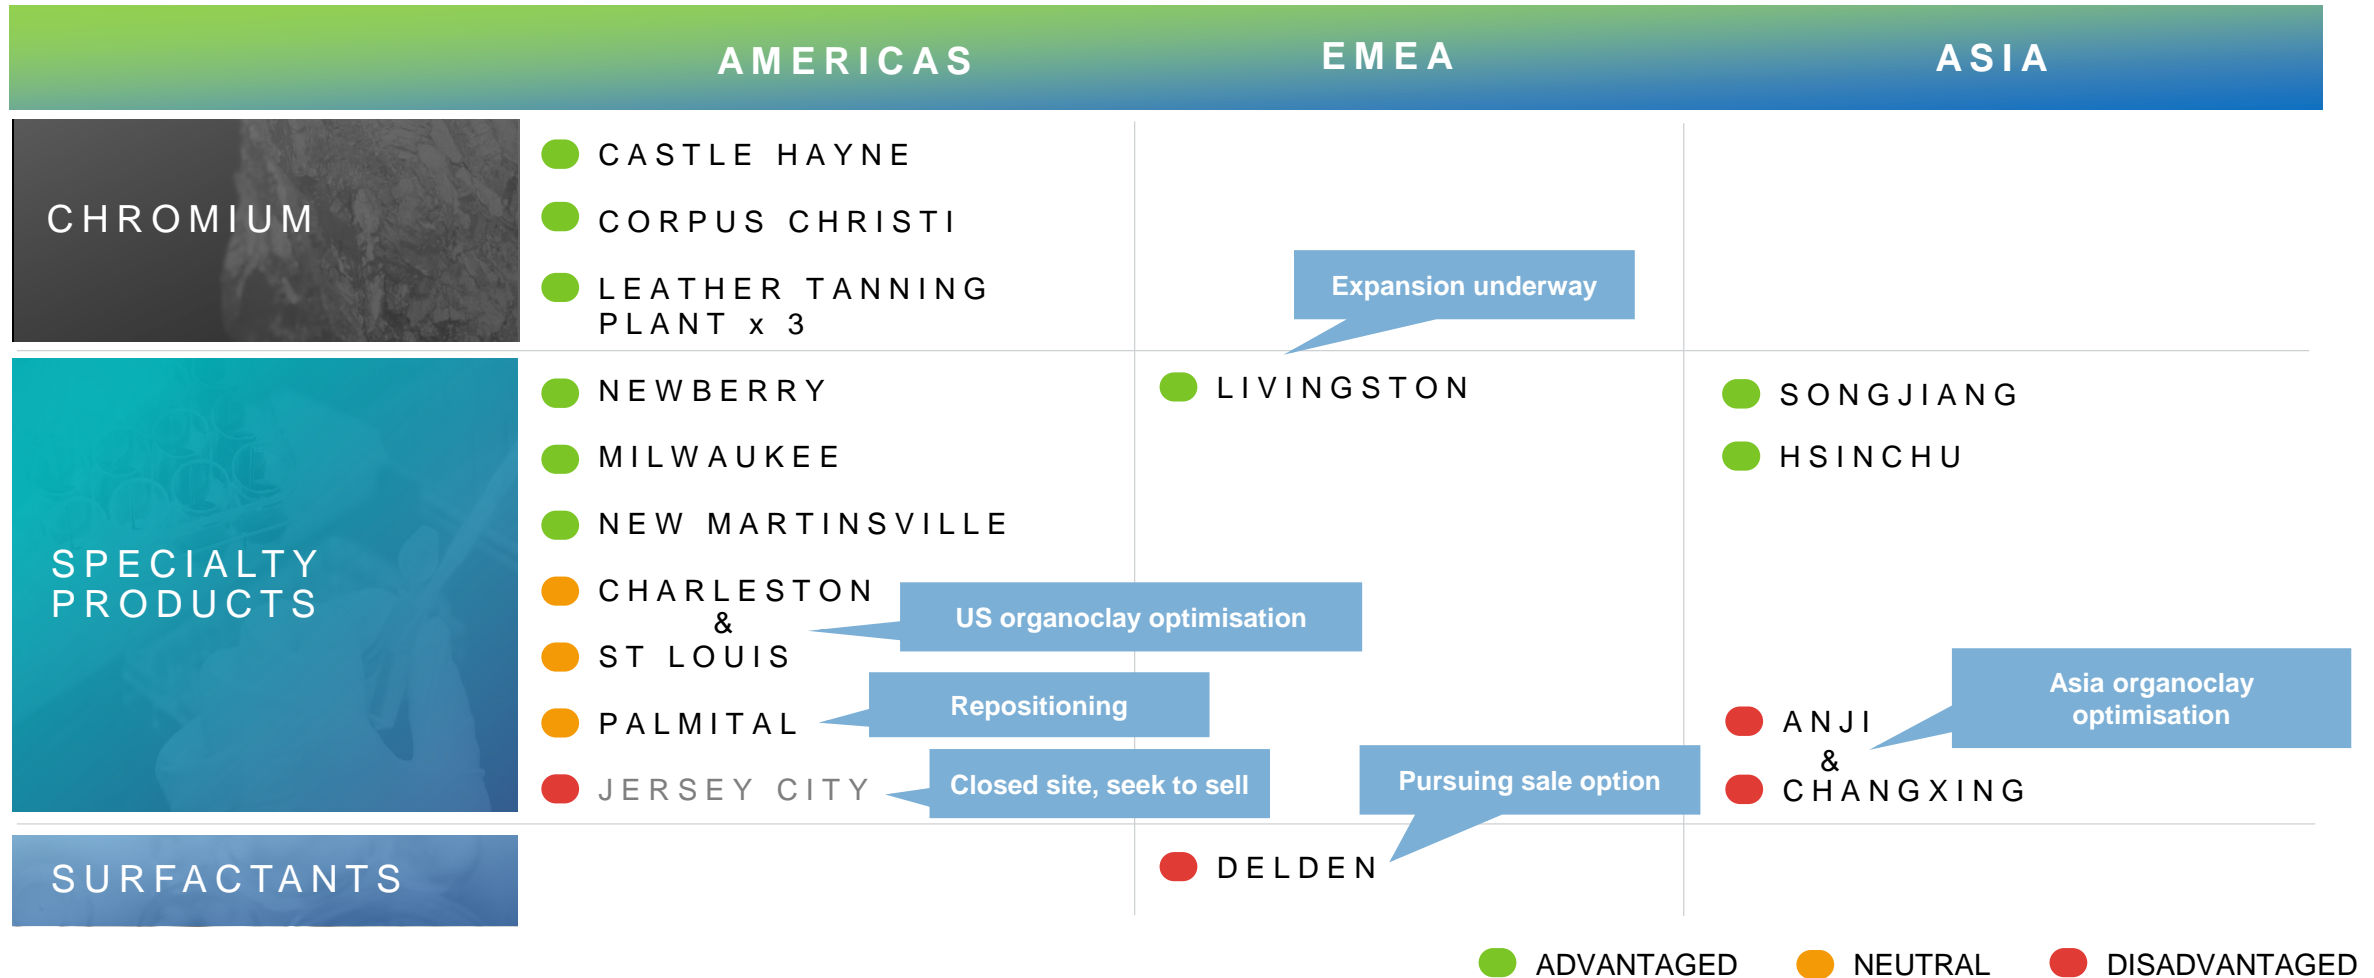 AMERICAS
EMEA
ASIA
CHROMIUM
CASTLE HAYNE
CORPUS CHRISTI
LEATHER TANNING
PLANT x 3
Expansion underway
SPECIALTY
PRODUCTS
NEWBERRY
MILWAUKEE
NEW MARTINSVILLE
CHARLESTON
&
ST LOUIS
US organoclay optimisation
PALMITAL
Repositioning
JERSEY CITY
Closed site, seek to sell
LIVINGSTON
Pursuing sale option
SONGJIANG
HSINCHU
ANJI
&
CHANGXING
Asia organoclay
optimisation
SURFACTANTS
DELDEN
ADVANTAGED
NEUTRAL
DISADVANTAGED